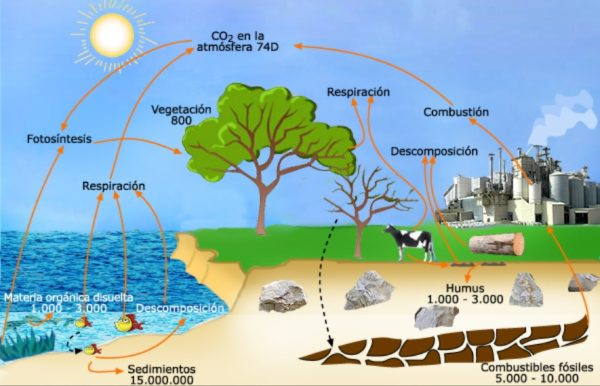 CO2 en la
atmósfera 74D
Respiración
Vegetación
800
Combustión
Fotosíntesis
Descomposición
Respiración
Humus
1.000 - 3.000
Materia orgánica disuelta
1.000 - 3.000
Descomposición
Sedimientos
15.000.000
Combustibles fósiles
5.000 - 10.000